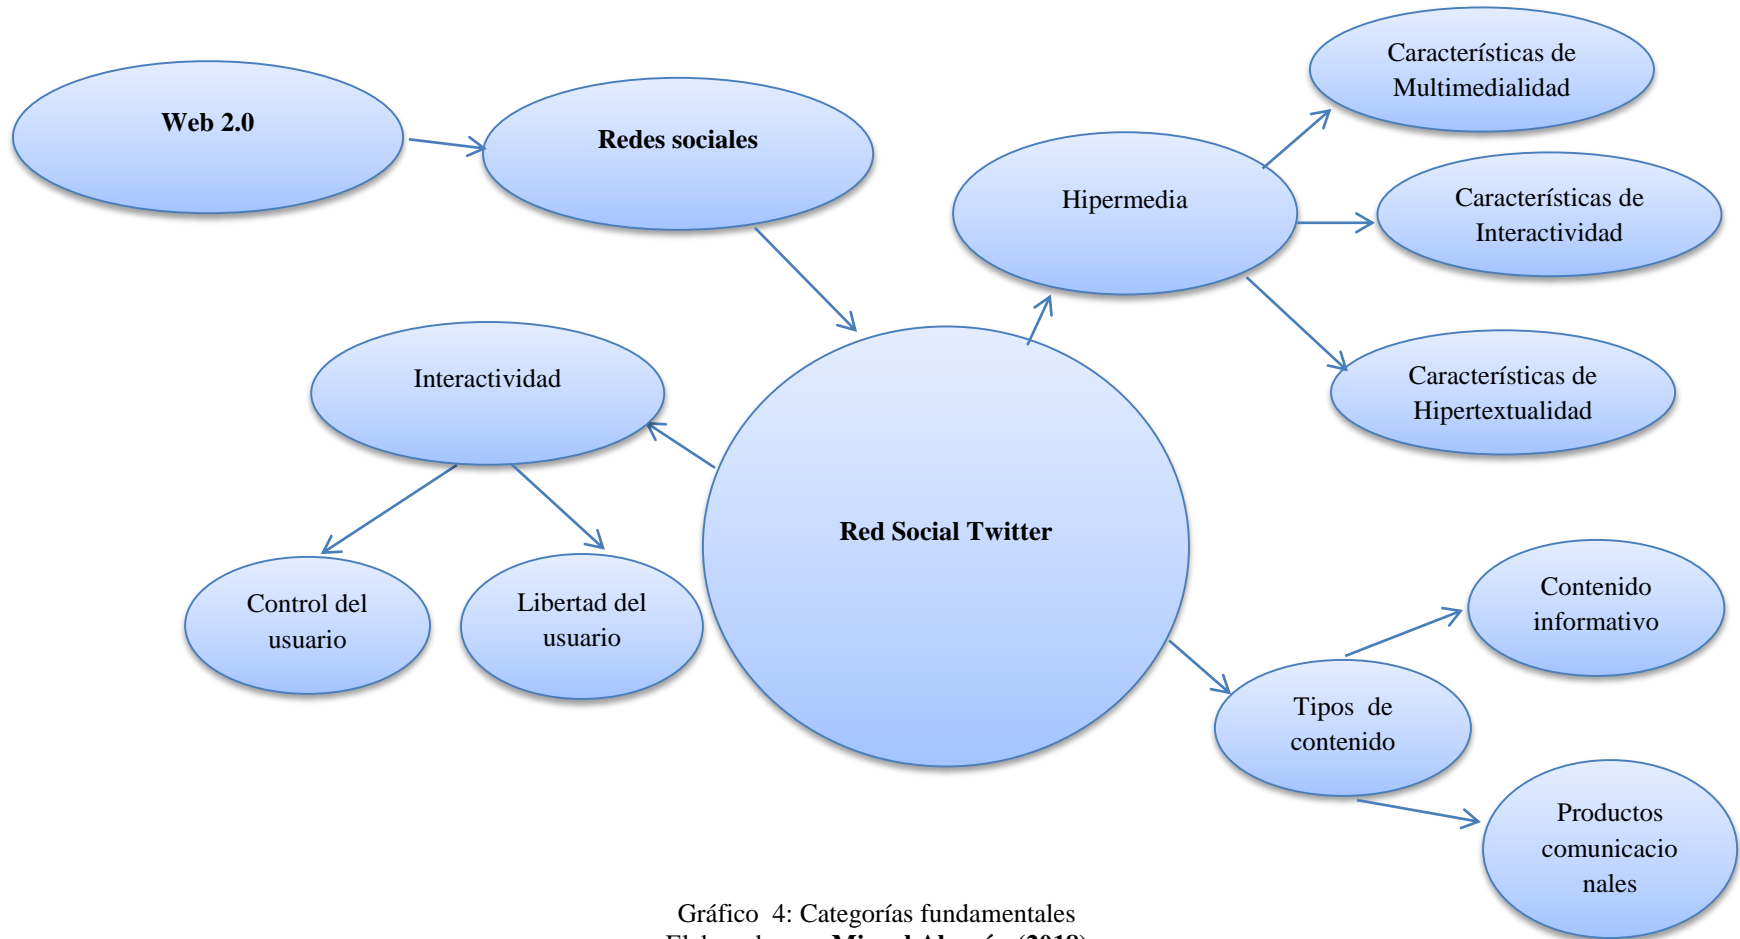 Web 2.0
Redes sociales
Hipermedia
Características de
Multimedialidad
Características de
Interactividad
Características de
Hipertextualidad
Interactividad
Control del
usuario
Libertad del
usuario
Red Social Twitter
Tipos de
contenido
Contenido
informativo
Productos
comunicacio
nales
Gráfico 4: Categorías fundamentales